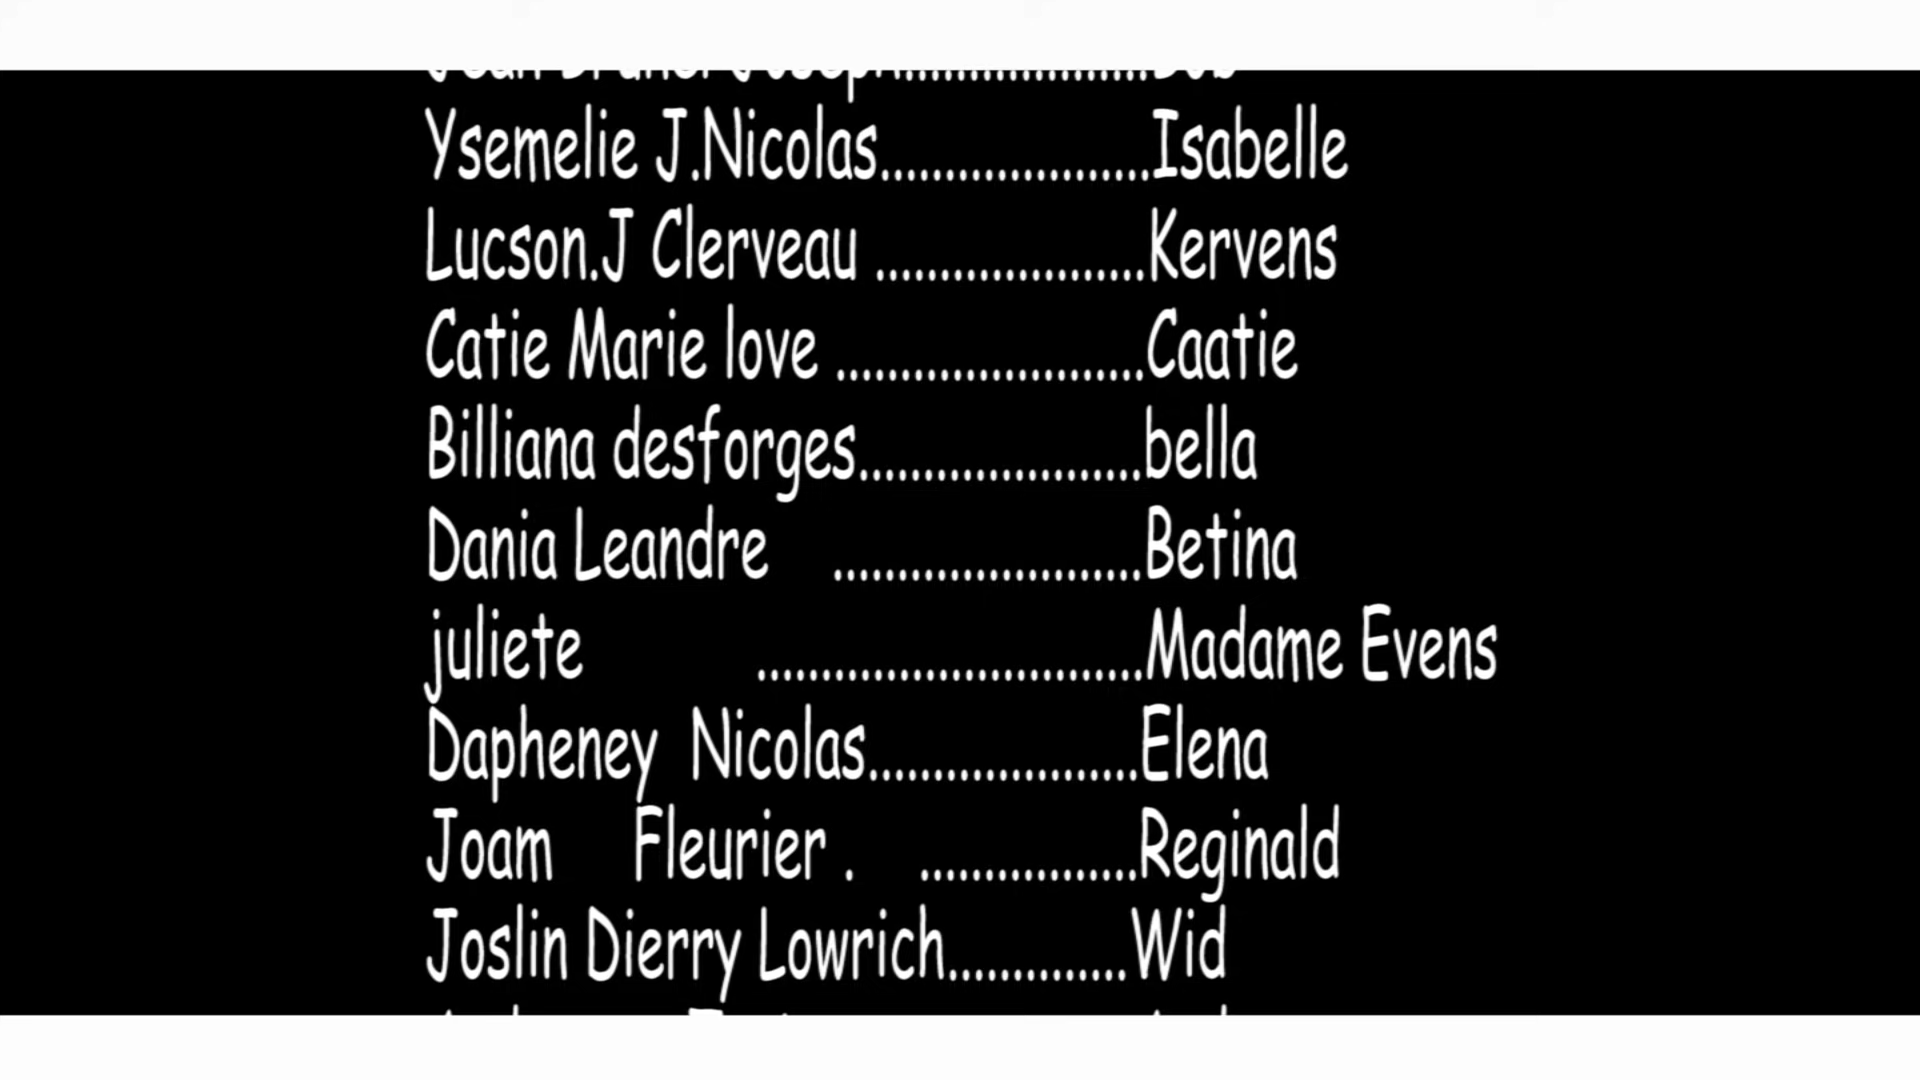 Ysemelie J.Nicolas.....................Isabelle
Lucson.J Clerveau .....................Kervens
Catie Marie love ........................Caatie
Billiana desforges......................bella
Dania Leandre ........................Betina
juliete ..............................Madame Evens
Dapheney Nicolas.....................Elena
Joam Fleurier . .................Reginald
Joslin Dierry Lowrich..............Wid